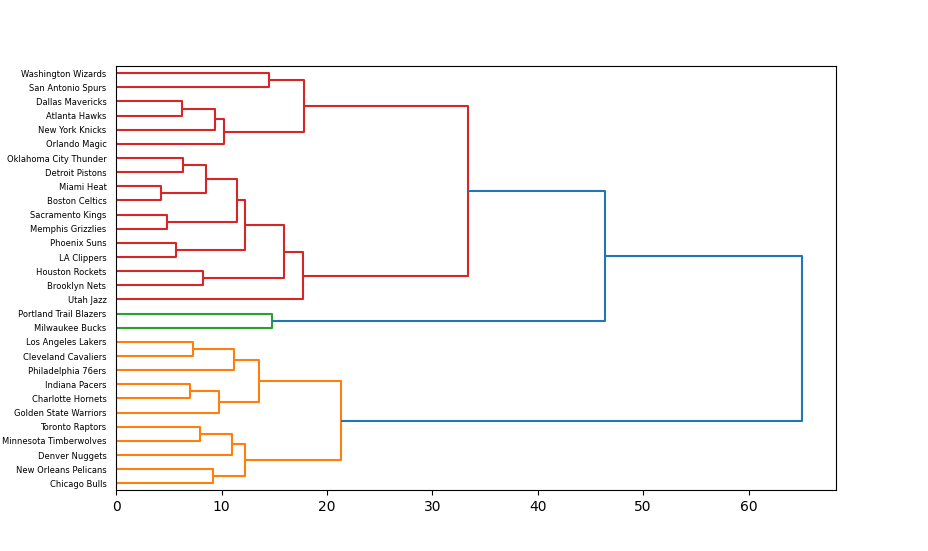 Washington Wizards
San Antonio Spurs
Dallas Mavericks
Atlanta Hawks
New York Knicks
Orlando Magic
Oklahoma City Thunder
Detroit Pistons
Miami Heat
Boston Celtics
Sacramento Kings
Memphis Grizzlies
Phoenix Suns
LA Clippers
Houston Rockets
Brooklyn Nets
Utah Jazz
Portland Trail Blazers
Milwaukee Bucks
Los Angeles Lakers
Cleveland Cavaliers
Philadelphia 76ers
Indiana Pacers
Charlotte Hornets
Golden State Warriors
Toronto Raptors
Minnesota Timberwolves
Denver Nuggets
New Orleans Pelicans
Chicago Bulls
0 10 20 30 40 50 60